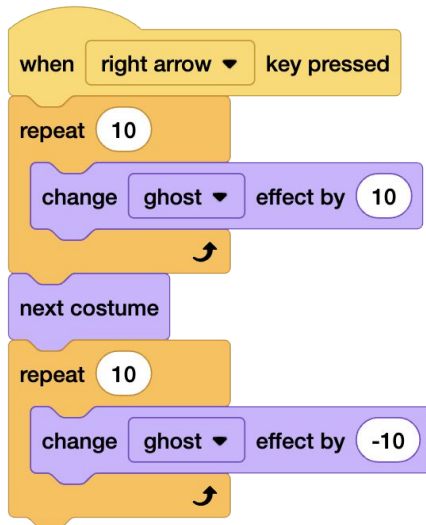 when right arrow key pressed
repeat 10
change ghost effect by 10
next costume
repeat 10
change ghost effect by -10